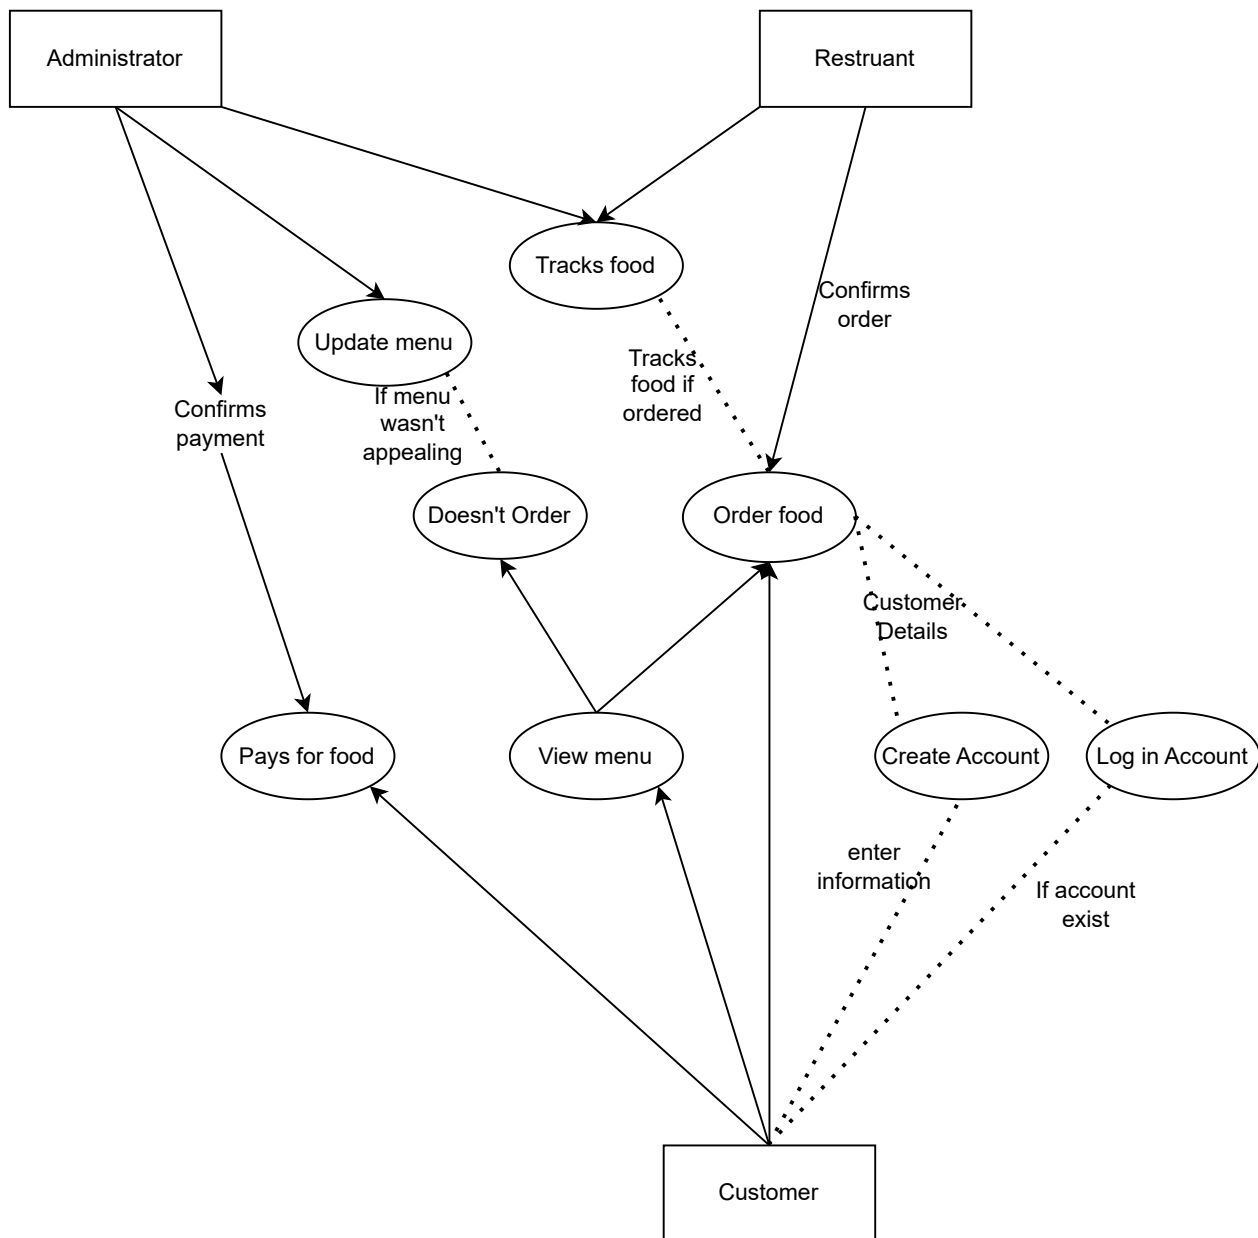 Administrator
Restruant
Tracks food
Confirms
order
Update menu
Tracks
food if
ordered
If menu
wasn't
appealing
Confirms
payment
Doesn't Order
Order food
Customer
Details
Pays for food
View menu
Create Account
Log in Account
enter
information
If account
exist
Customer